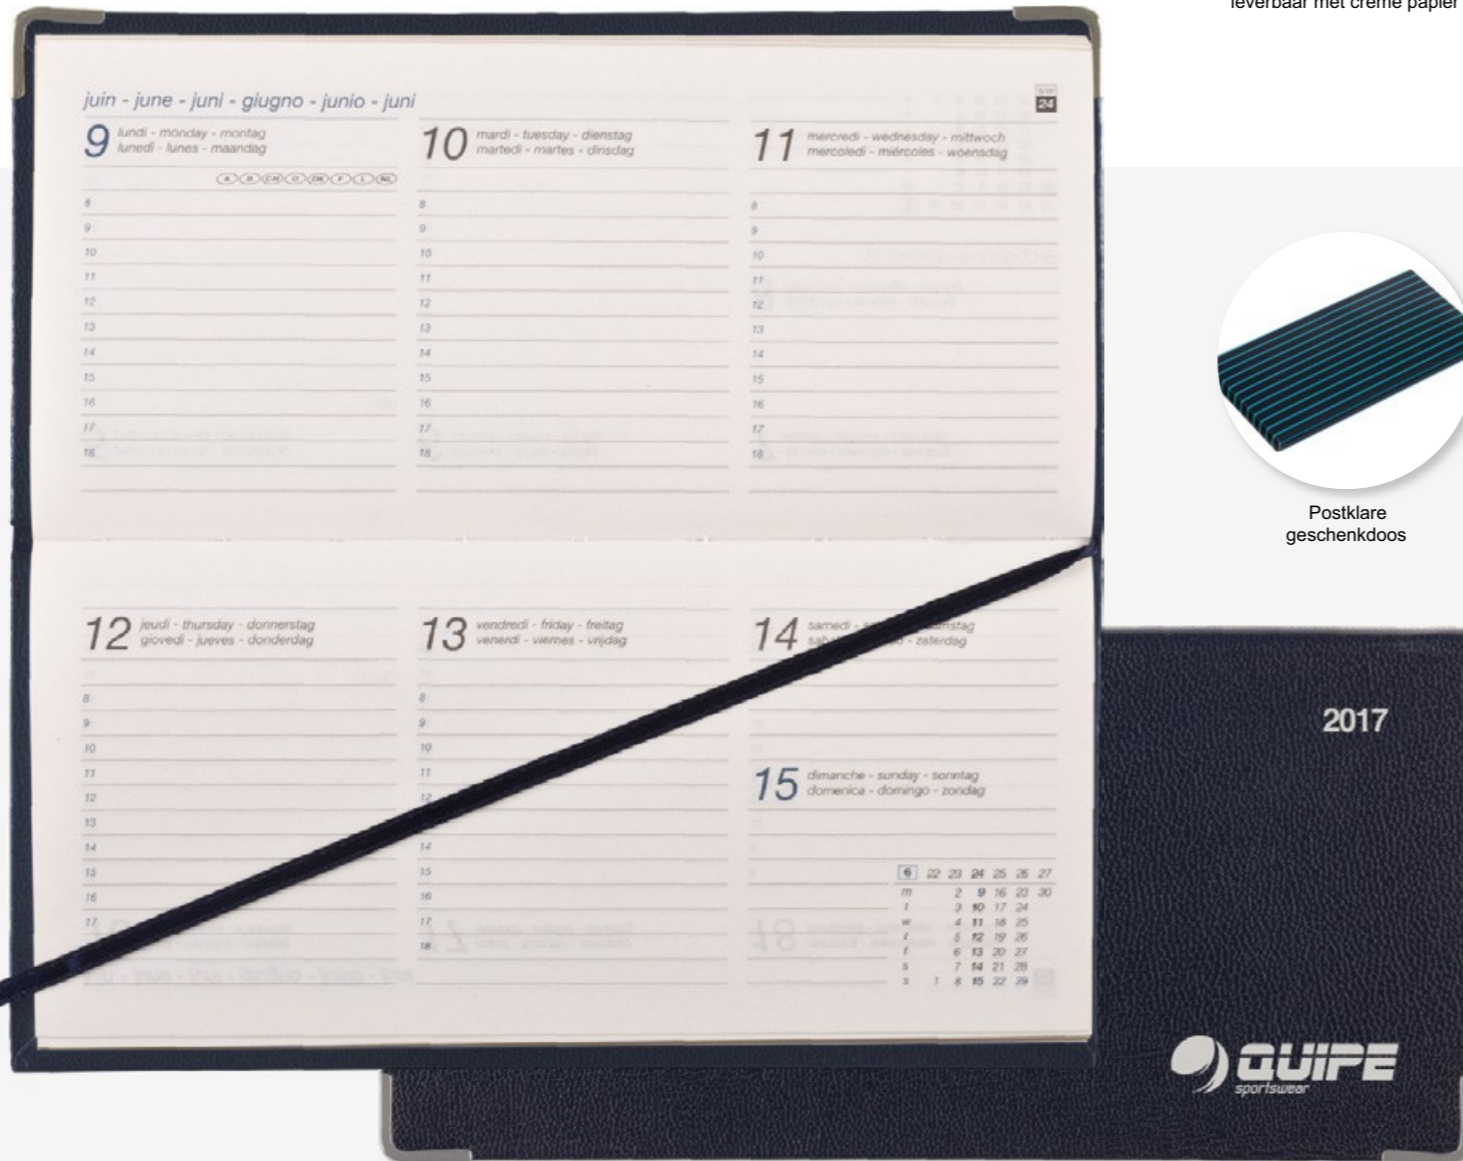 leverbaar met crème papier
juin - june - juni - giugno - junio - juni
24
9 lundi - monday - montag
lunedi - lunes - maandag
10 mardi - tuesday - dienstag
martedi - martes - dinsdag
11 mercredi - wednesday - mittwoch
mercoledi - miércoles - woensdag
A B CH D DK F L NL
8
9
10
11
12
13
14
15
16
17
18
8
9
10
11
12
13
14
15
16
17
18
8
9
10
11
12
13
14
15
16
17
18
Postklare
geschenkdoos
12 jeudi - thursday - donnerstag
giovedi - jueves - donderdag
8
9
10
11
12
13
14
15
16
17
13 vendredi - friday - freitag
venerdi - viernes - vrijdag
8
9
10
11
12
14
15
16
17
18
14 samedi -
- zaterdag
15 dimanche - sunday - sonntag
domenica - domingo - zondag
6 22 23 24 25 26 27
m 2 9 16 23 30
t 3 10 17 24
w 4 11 18 25
t 5 12 19 26
f 6 13 20 27
s 7 14 21 28
s 1 8 15 22 29
2017
QUIPE
sportswear